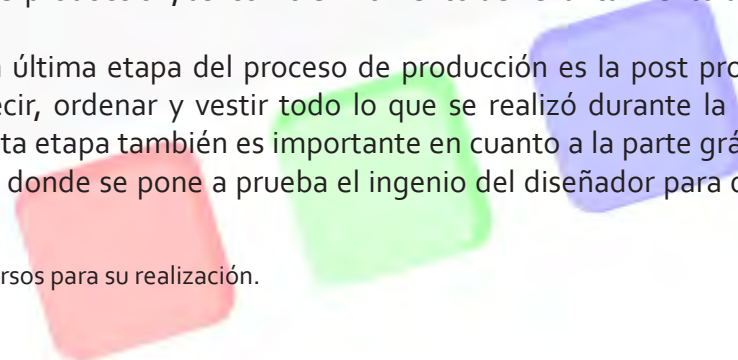 última etapa del proceso de producción es la post pro
ecir, ordenar y vestir todo lo que se realizó durante la
ta etapa también es importante en cuanto a la parte grá
donde se pone a prueba el ingenio del diseñador para
rsos para su realización.